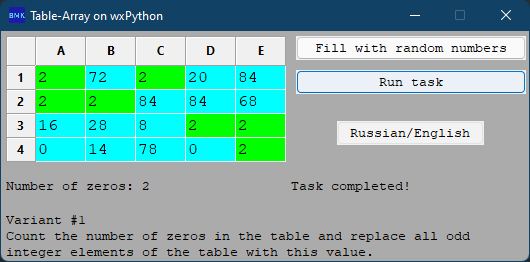 BMK Table-Array on wxPython
A B C D E
1 2 72 2 20 84
2 2 2 84 84 68
3 16 28 8 2 2
4 0 14 78 0 2
Fill with random numbers
Run task
Russian/English
Number of zeros: 2 Task completed!
Variant #1
Count the number of zeros in the table and replace all odd
integer elements of the table with this value.